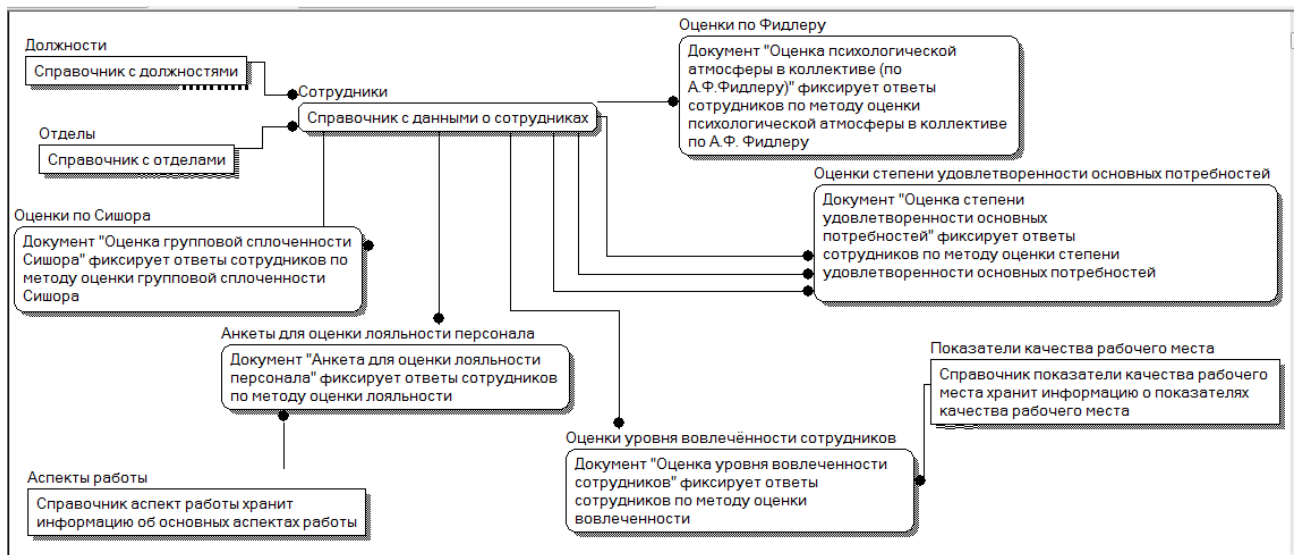 Должности
Справочник с должностями
Отделы
Справочник с отделами
Сотрудники
Справочник с данными о сотрудниках
Оценки по Фидлеру
Документ "Оценка психологической
атмосферы в коллективе (по
А.Ф.Фидлеру)" фиксирует ответы
сотрудников по методу оценки
психологической атмосферы в коллективе
по А.Ф. Фидлеру
Оценки степени удовлетворенности основных потребностей
Документ "Оценка степени
удовлетворенности основных
потребностей" фиксирует ответы
сотрудников по методу оценки степени
удовлетворенности основных потребностей
Оценки по Сишора
Документ "Оценка групповой сплоченности
Сишора" фиксирует ответы сотрудников по
методу оценки групповой сплоченности
Сишора
Анкеты для оценки лояльности персонала
Документ "Анкета для оценки лояльности
персонала" фиксирует ответы сотрудников
по методу оценки лояльности
Показатели качества рабочего места
Справочник показатели качества рабочего
места хранит информацию о показателях
качества рабочего места
Оценки уровня вовлечённости сотрудников
Документ "Оценка уровня вовлеченности
сотрудников" фиксирует ответы
сотрудников по методу оценки
вовлеченности
Аспекты работы
Справочник аспект работы хранит
информацию об основных аспектах работы